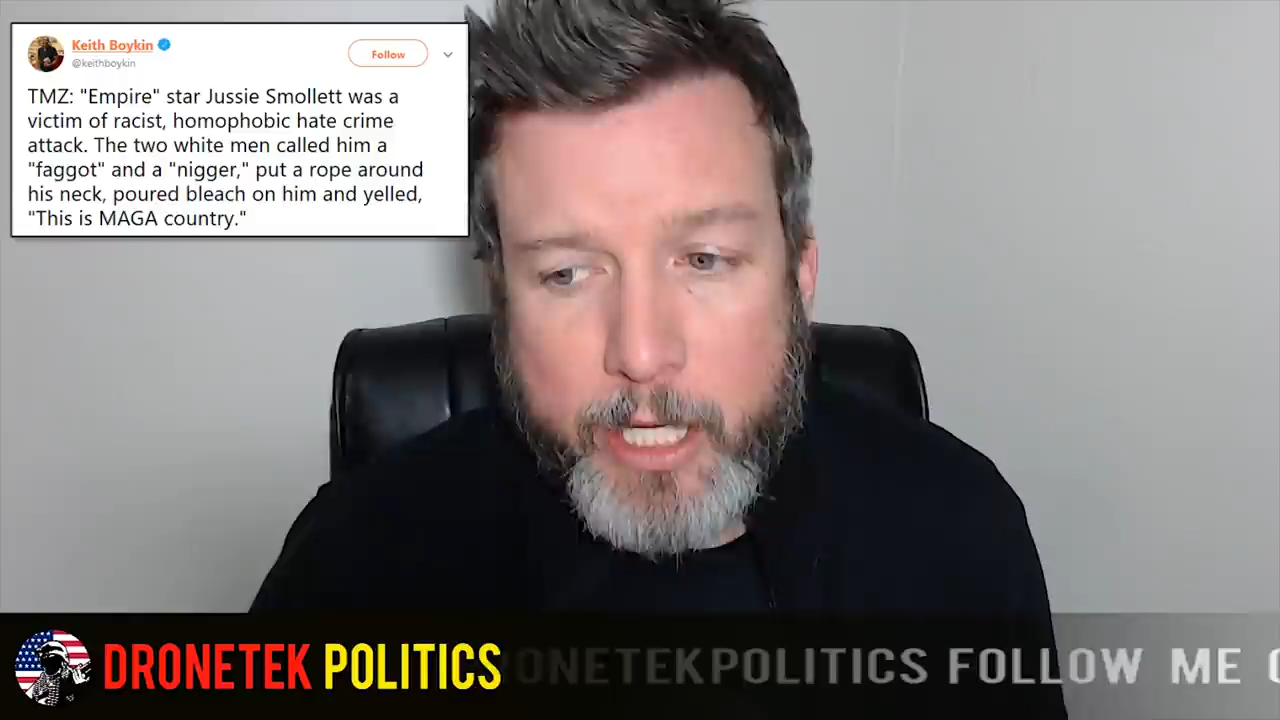 Keith Boykin
@keithboykin
Follow
TMZ: "Empire" star Jussie Smollett was a
victim of racist, homophobic hate crime
attack. The two white men called him a
"faggot" and a "nigger," put a rope around
his neck, poured bleach on him and yelled,
"This is MAGA country."
DRONETEK POLITICS
ONETEKPOLITICS FOLLOW ME